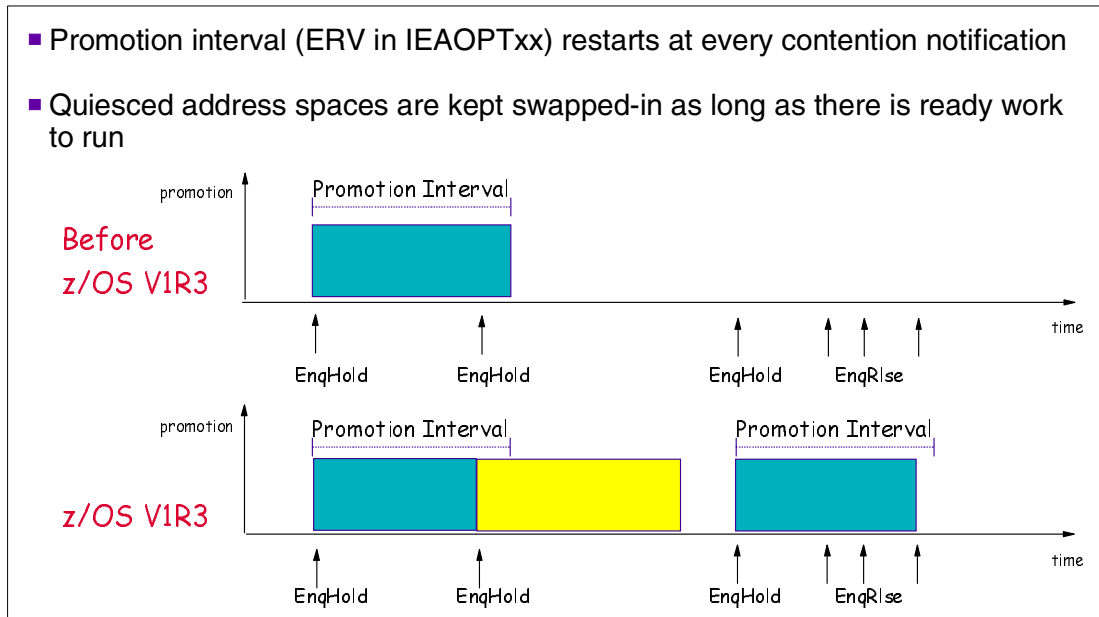 Promotion interval (ERV in IEAOPTxx) restarts at every contention notification
Quiesced address spaces are kept swapped-in as long as there is ready work
to run
promotion
Promotion Interval
Before
z/OS V1R3
time
EnqHold
EnqHold
EnqHold
EnqRlse
promotion
Promotion Interval
Promotion Interval
z/OS V1R3
time
EnqHold
EnqHold
EnqHold
EnqRlse